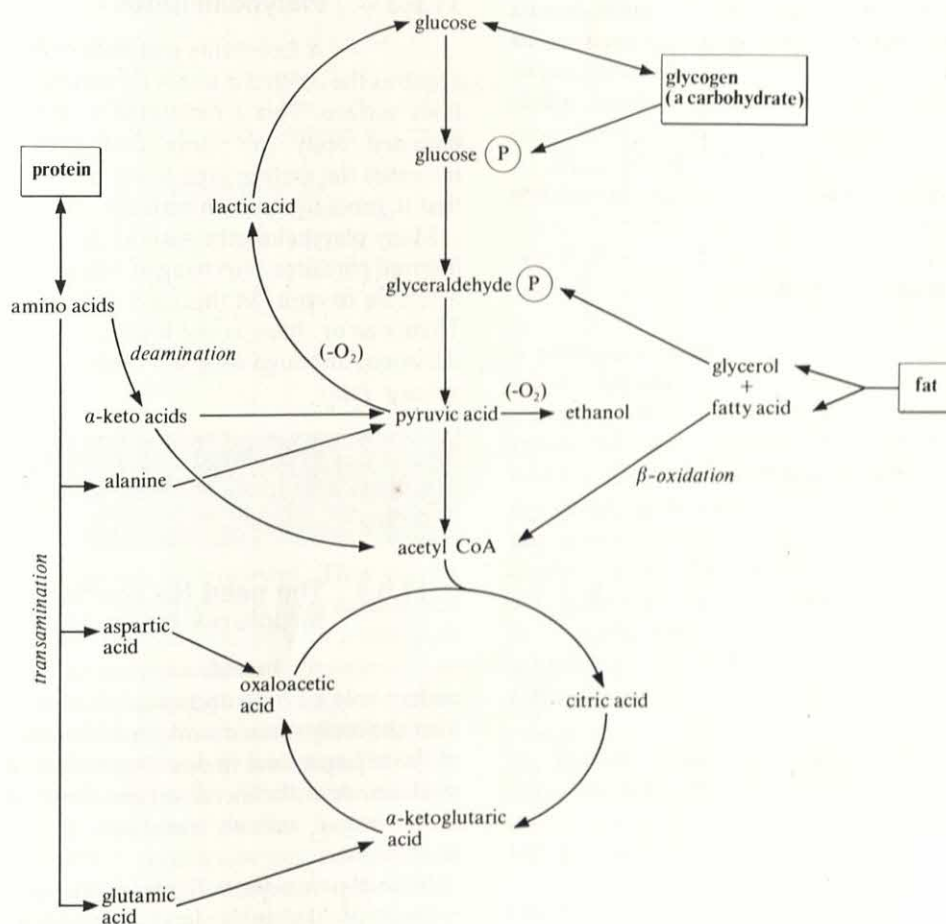 glucose
glycogen
(a carbohydrate)
glucose P
protein
lactic acid
glyceraldehyde P
amino acids
deamination
(-O₂)
glycerol
+
fatty acid
fat
(-O₂)
α-keto acids
pyruvic acid
ethanol
alanine
β-oxidation
acetyl CoA
transamination
aspartic
acid
oxaloacetic
acid
citric acid
α-ketoglutaric
acid
glutamic
acid